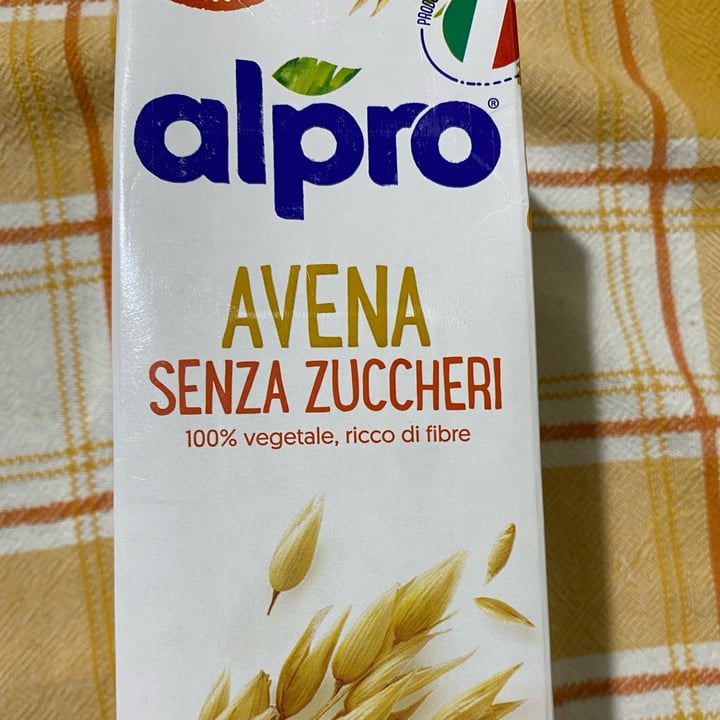 alpro®
AVENA
SENZA ZUCCHERI
100% vegetale, ricco di fibre